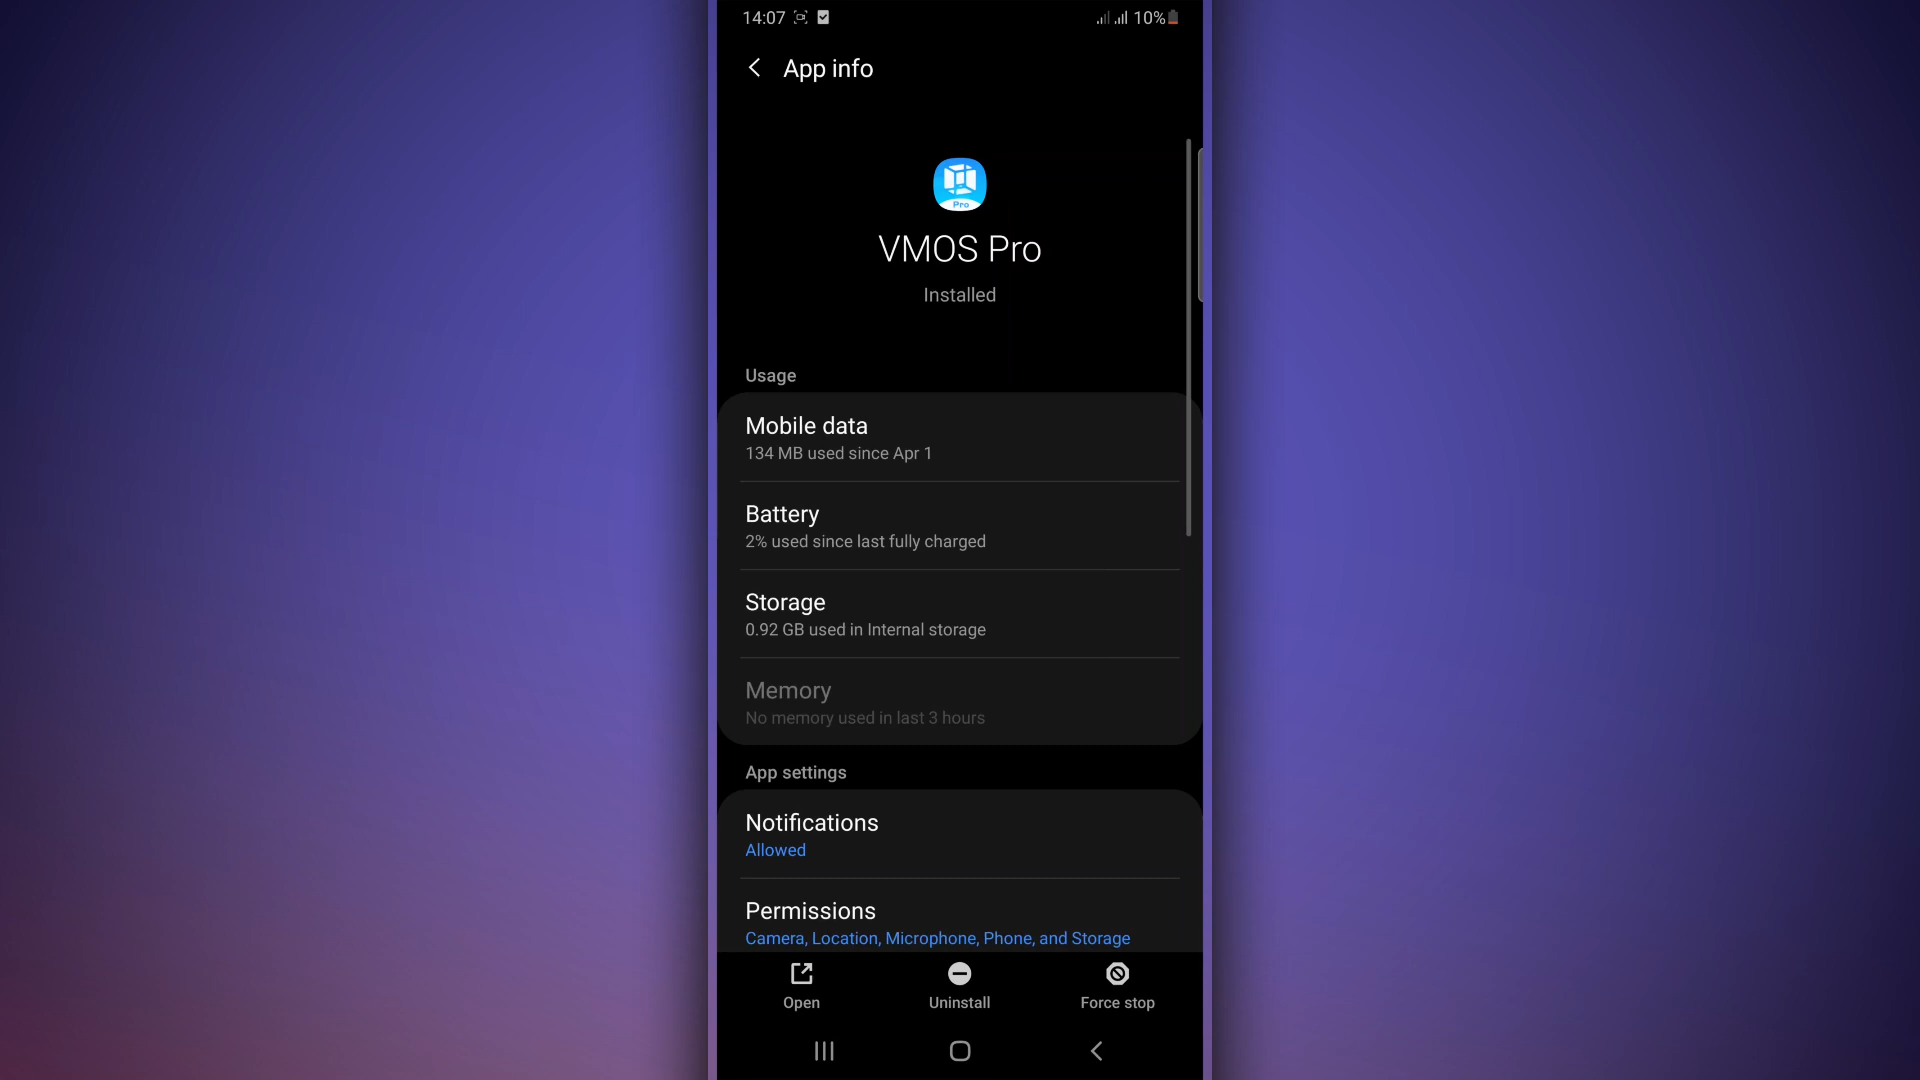 14:07 10%
App info
Pro
VMOS Pro
Installed
Usage
Mobile data
134 MB used since Apr 1
Battery
2% used since last fully charged
Storage
0.92 GB used in Internal storage
Memory
No memory used in last 3 hours
App settings
Notifications
Allowed
Permissions
Camera, Location, Microphone, Phone, and Storage
Open Uninstall Force stop